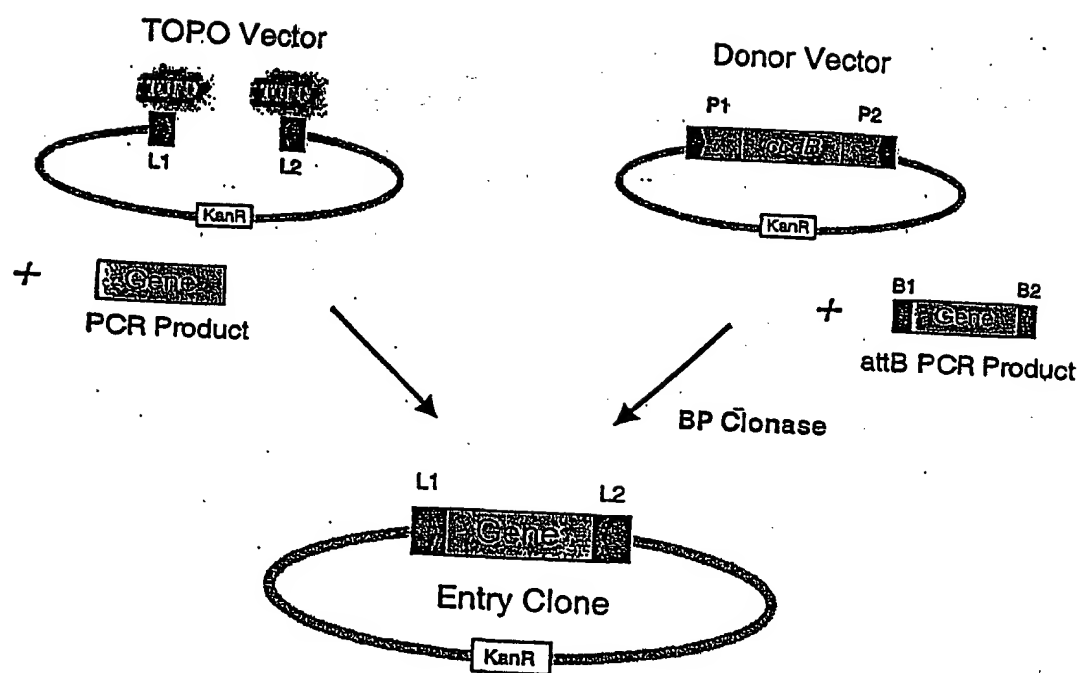 TOPO Vector
TOPO
L1
L2
KanR
+
Gene
PCR Product
Donor Vector
P1
P2
ccdB
KanR
+
B1
B2
Gene
attB PCR Product
BP Clonase
L1
L2
Gene
Entry Clone
KanR